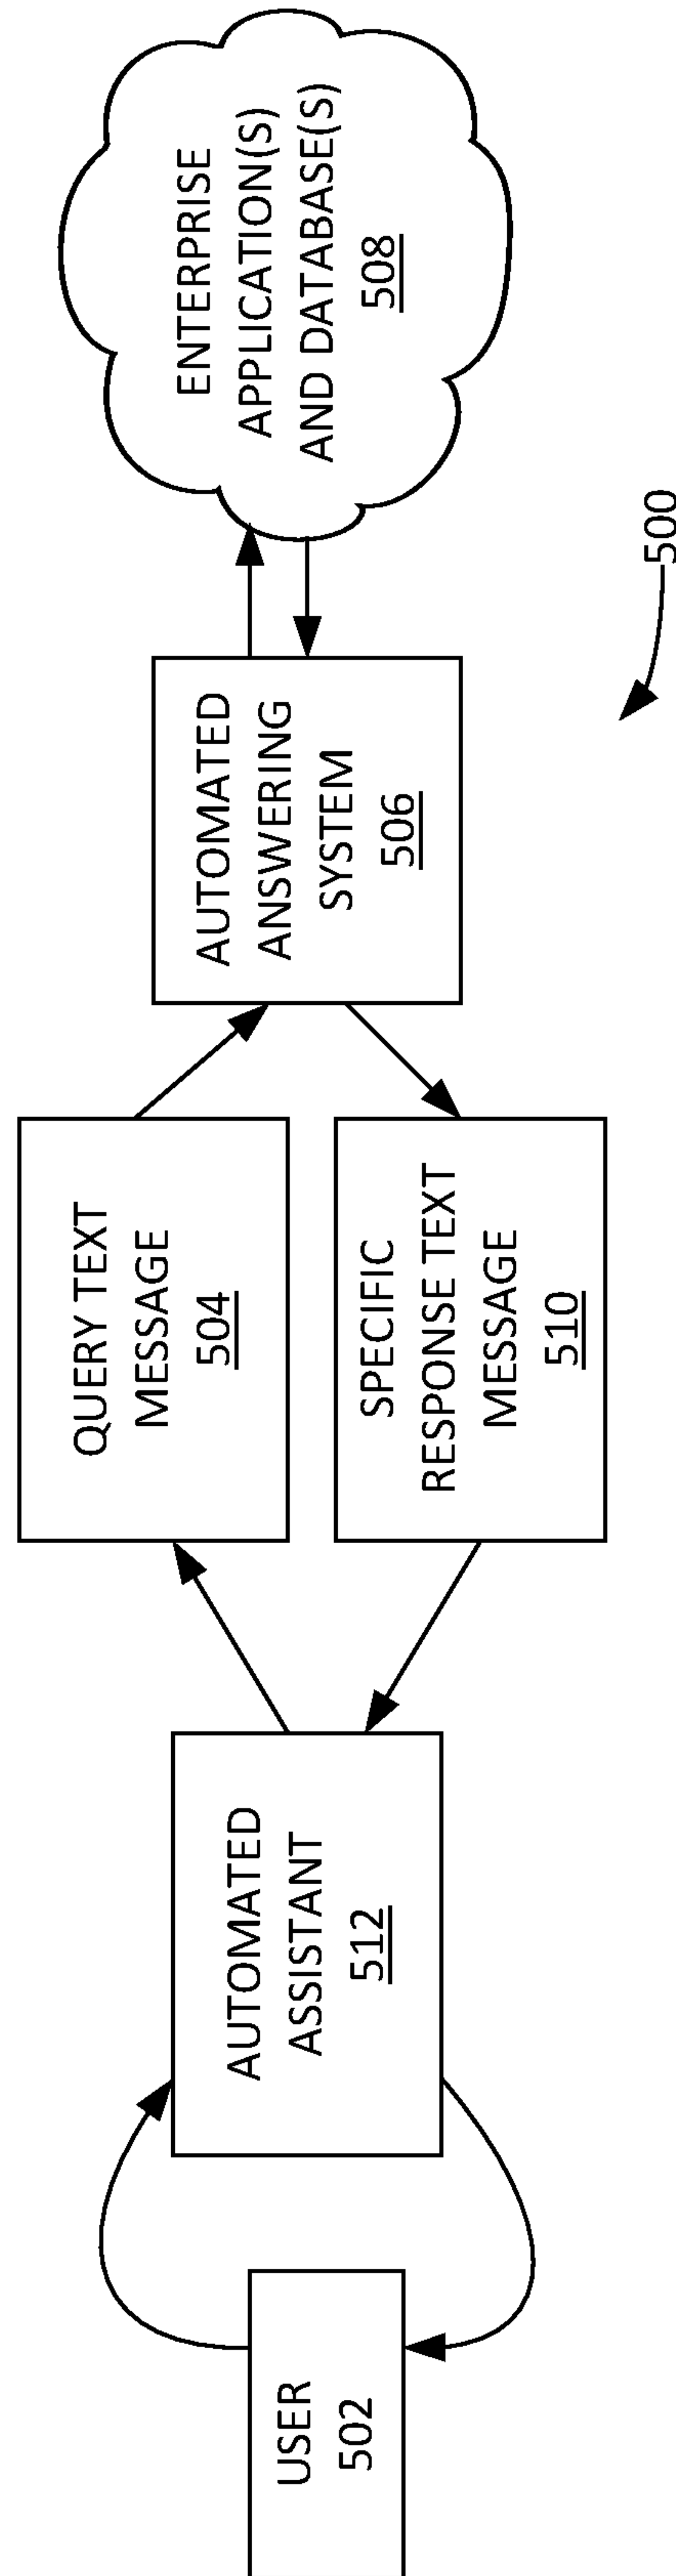 USER
502
AUTOMATED
ASSISTANT
512
QUERY TEXT
MESSAGE
504
SPECIFIC
RESPONSE TEXT
MESSAGE
510
AUTOMATED
ANSWERING
SYSTEM
506
ENTERPRISE
APPLICATION(S)
AND DATABASE(S)
508
500